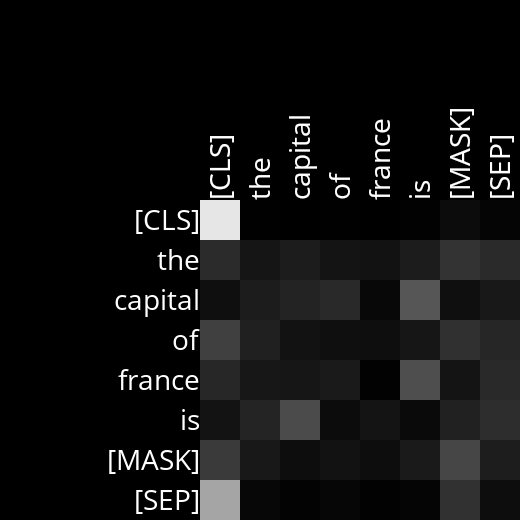 [CLS]
the
capital
of
france
is
[MASK]
[SEP]
[CLS]
the
capital
of
france
is
[MASK]
[SEP]